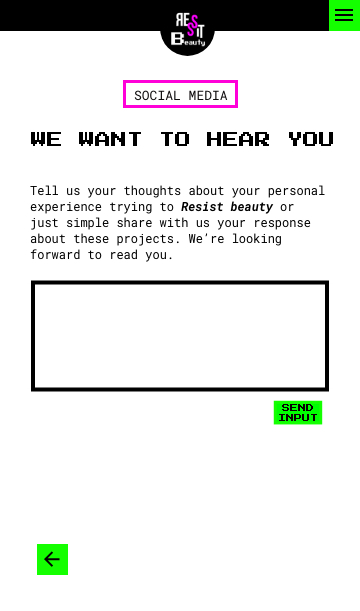 RESIST
Beauty
SOCIAL MEDIA
WE WANT TO HEAR YOU
Tell us your thoughts about your personal
experience trying to Resist beauty or
just simple share with us your response
about these projects. We're looking
forward to read you.
SEND
INPUT